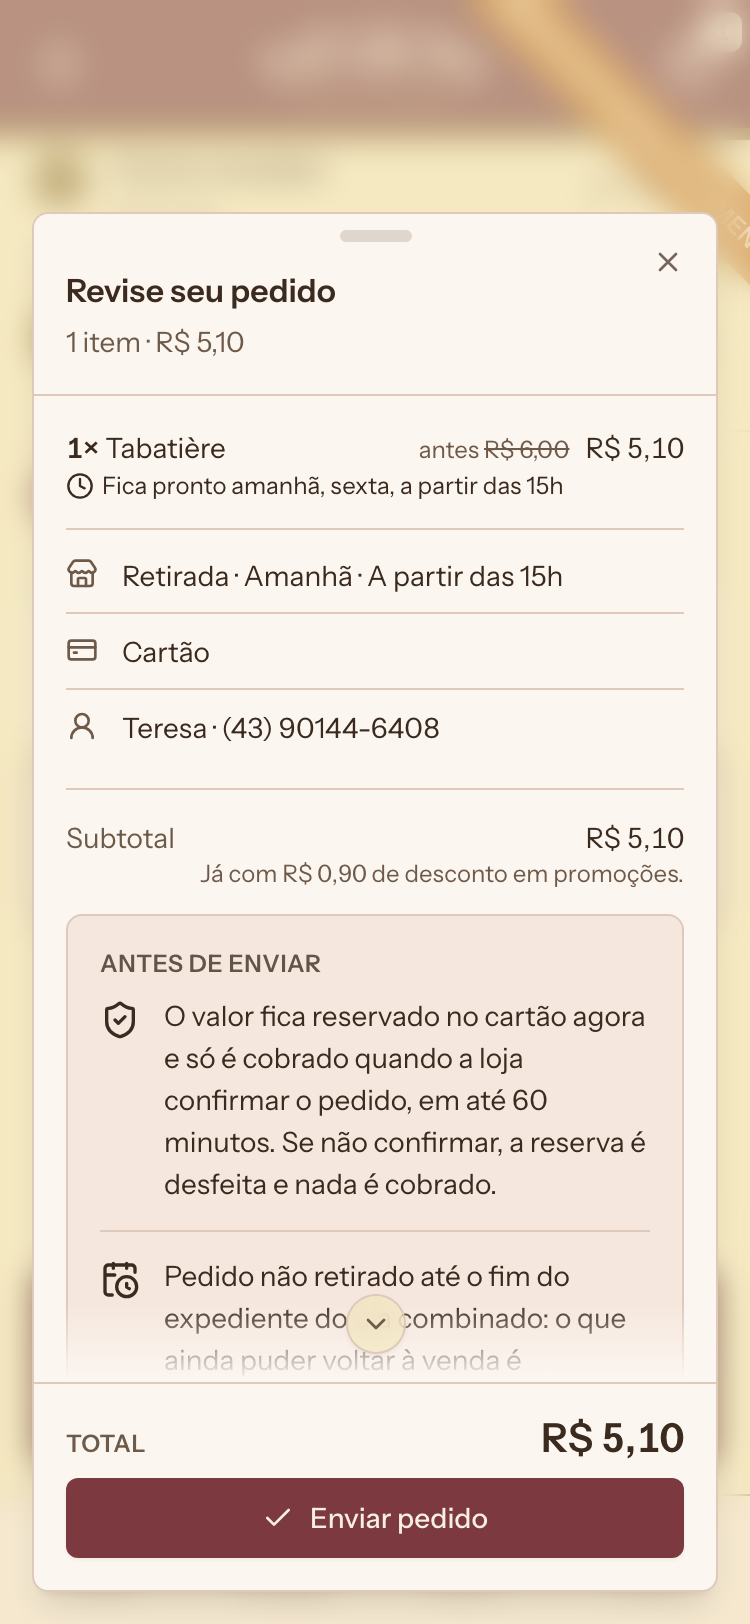 Revise seu pedido
1 item · R$ 5,10
1× Tabatière antes R$ 6,00 R$ 5,10
Fica pronto amanhã, sexta, a partir das 15h
Retirada · Amanhã · A partir das 15h
Cartão
Teresa · (43) 90144-6408
Subtotal R$ 5,10
Já com R$ 0,90 de desconto em promoções.
ANTES DE ENVIAR
O valor fica reservado no cartão agora
e só é cobrado quando a loja
confirmar o pedido, em até 60
minutos. Se não confirmar, a reserva é
desfeita e nada é cobrado.
Pedido não retirado até o fim do
expediente do combinado: o que
ainda puder voltar à venda é
TOTAL R$ 5,10
Enviar pedido